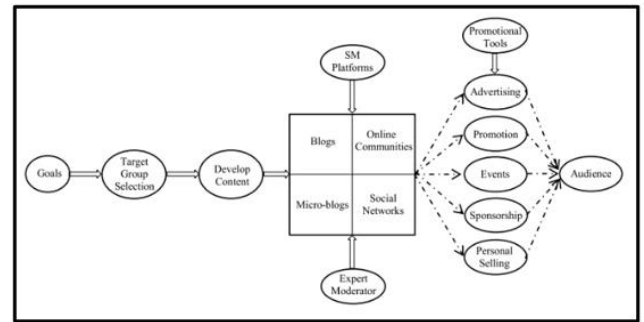 SM
Platforms
Promotional
Tools
Advertising
Blogs
Online
Communities
Promotion
Goals
Target
Group
Selection
Develop
Content
Events
Audience
Micro-blogs
Social
Networks
Sponsorship
Expert
Moderator
Personal
Selling